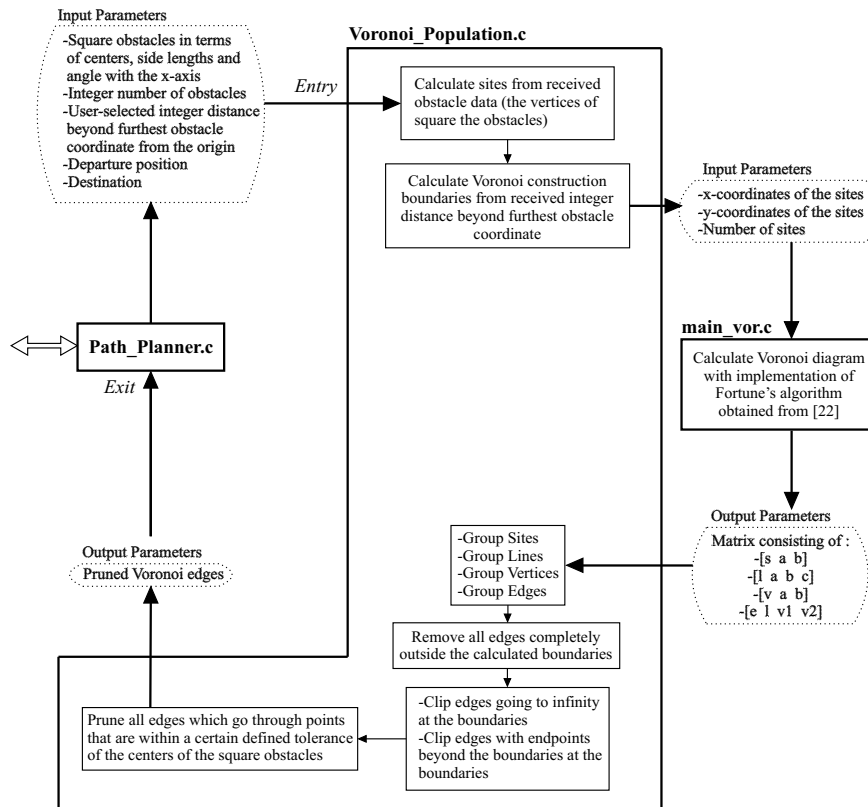 Input Parameters
-Square obstacles in terms
of centers, side lengths and
angle with the x-axis
-Integer number of obstacles
-User-selected integer distance
beyond furthest obstacle
coordinate from the origin
-Departure position
-Destination
Entry
Voronoi_Population.c
Calculate sites from received
obstacle data (the vertices of
square the obstacles)
Calculate Voronoi construction
boundaries from received integer
distance beyond furthest obstacle
coordinate
Input Parameters
-x-coordinates of the sites
-y-coordinates of the sites
-Number of sites
main_vor.c
Calculate Voronoi diagram
with implementation of
Fortune's algorithm
obtained from [22]
Output Parameters
Matrix consisting of :
-[s a b]
-[l a b c]
-[v a b]
-[e l v1 v2]
-Group Sites
-Group Lines
-Group Vertices
-Group Edges
Remove all edges completely
outside the calculated boundaries
-Clip edges going to infinity
at the boundaries
-Clip edges with endpoints
beyond the boundaries at the
boundaries
Prune all edges which go through points
that are within a certain defined tolerance
of the centers of the square obstacles
Output Parameters
Pruned Voronoi edges
Exit
Path_Planner.c